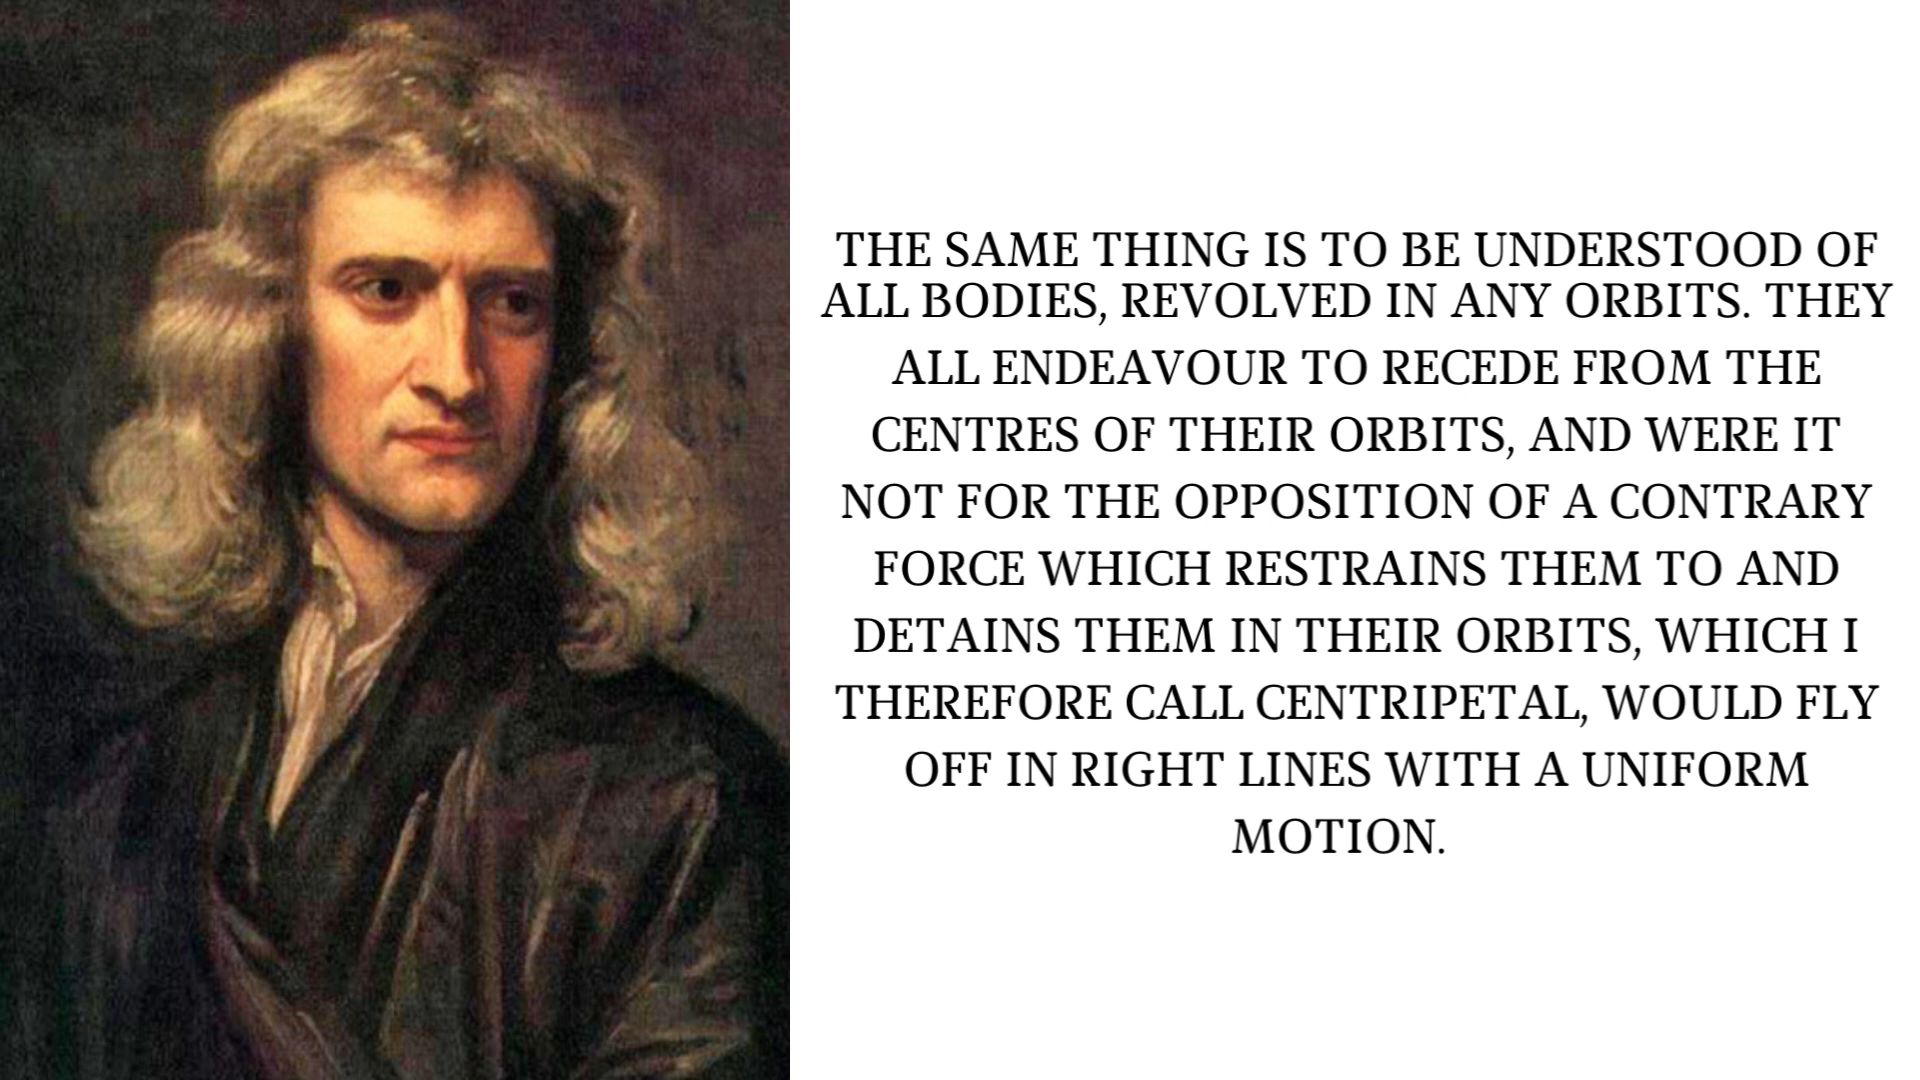 THE SAME THING IS TO BE UNDERSTOOD OF
ALL BODIES, REVOLVED IN ANY ORBITS. THEY
ALL ENDEAVOUR TO RECEDE FROM THE
CENTRES OF THEIR ORBITS, AND WERE IT
NOT FOR THE OPPOSITION OF A CONTRARY
FORCE WHICH RESTRAINS THEM TO AND
DETAINS THEM IN THEIR ORBITS, WHICH I
THEREFORE CALL CENTRIPETAL, WOULD FLY
OFF IN RIGHT LINES WITH A UNIFORM
MOTION.